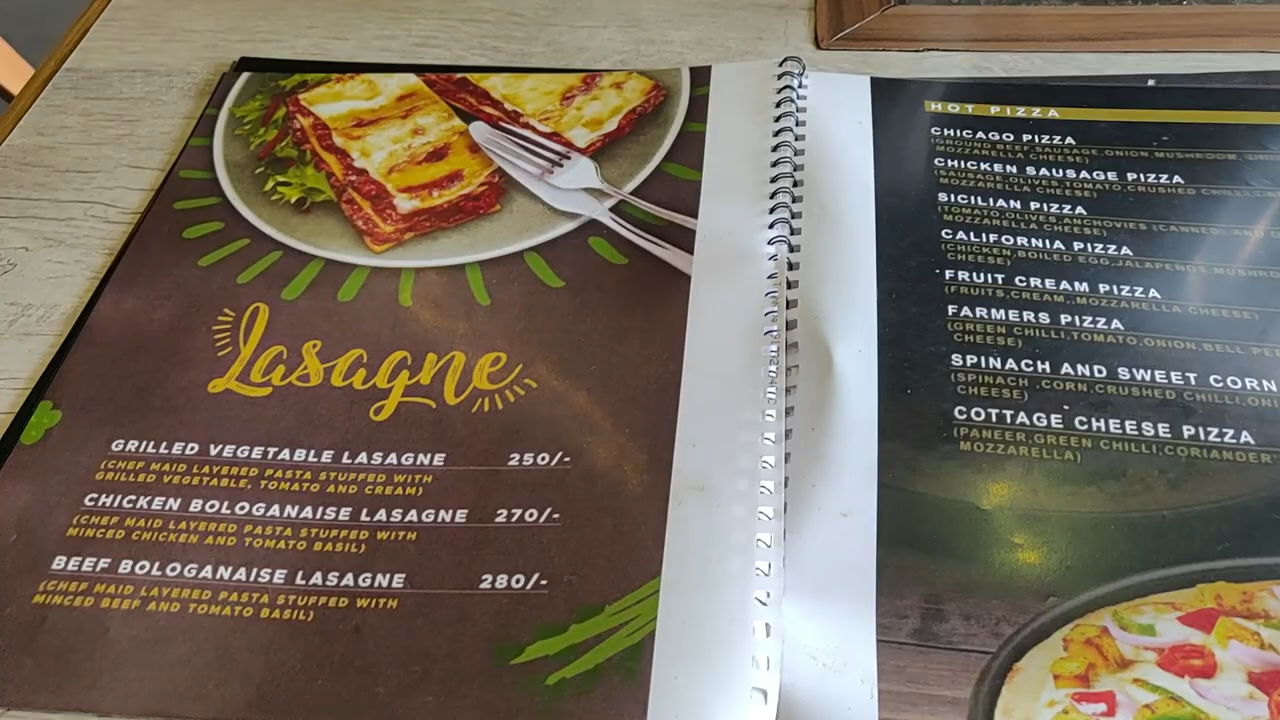 Lasagne
GRILLED VEGETABLE LASAGNE 250/-
(CHEF MAID LAYERED PASTA STUFFED WITH
GRILLED VEGETABLE, TOMATO AND CREAM)
CHICKEN BOLOGANAISE LASAGNE 270/-
(CHEF MAID LAYERED PASTA STUFFED WITH
MINCED CHICKEN AND TOMATO BASIL)
BEEF BOLOGANAISE LASAGNE 280/-
(CHEF MAID LAYERED PASTA STUFFED WITH
MINCED BEEF AND TOMATO BASIL)
HOT PIZZA
CHICAGO PIZZA
(GROUND BEEF,SAUSAGE,ONION,MUSHROOM,
MOZZARELLA CHEESE)
CHICKEN SAUSAGE PIZZA
(SAUSAGE,OLIVES,TOMATO,CRUSHED CHILLI,
MOZZARELLA CHEESE)
SICILIAN PIZZA
(TOMATO,OLIVES,ANCHOVIES (CANNED), AND
MOZZARELLA CHEESE)
CALIFORNIA PIZZA
(CHICKEN,BOILED EGG,JALAPENOS,
CHEESE)
FRUIT CREAM PIZZA
(FRUITS,CREAM,,MOZZARELLA CHEESE)
FARMERS PIZZA
(GREEN CHILLI,TOMATO,ONION,BELL
CHEESE)
SPINACH AND SWEET CORN
(SPINACH ,CORN,CRUSHED CHILLI,
CHEESE)
COTTAGE CHEESE PIZZA
(PANEER,GREEN CHILLI,CORIANDER
MOZZARELLA)